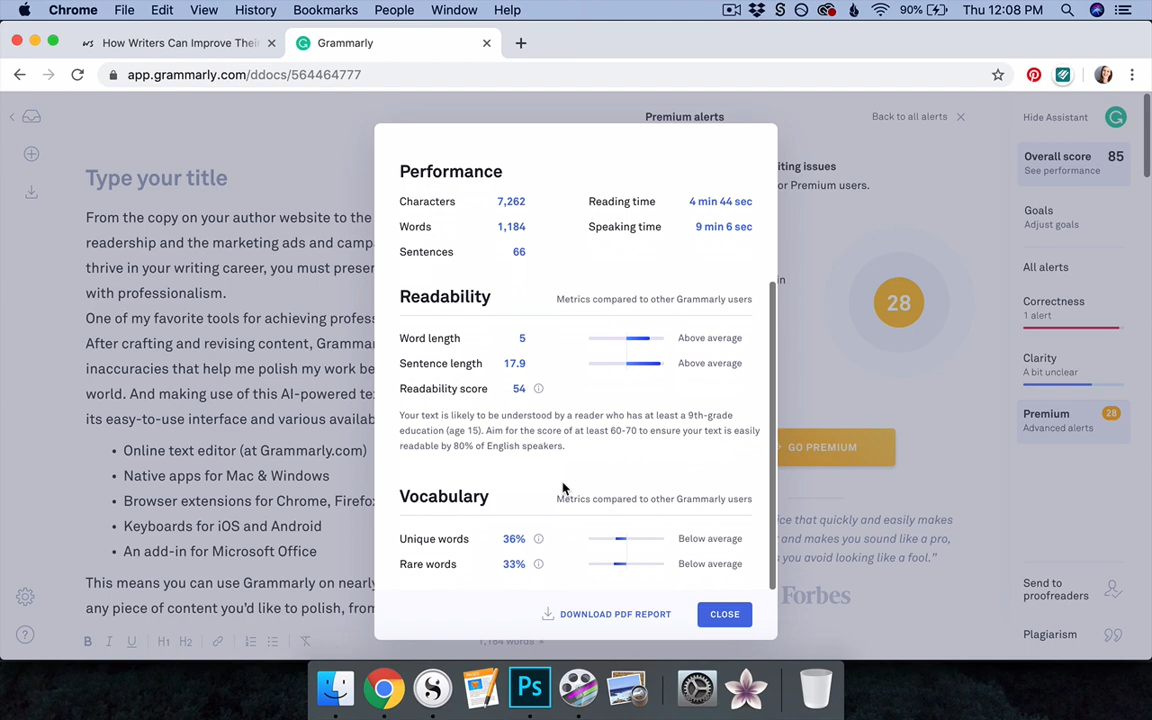 Chrome File Edit View History Bookmarks People Window Help 90% Thu 12:08 PM
How Writers Can Improve Their
Grammarly
app.grammarly.com/ddocs/564464777
Premium alerts
Back to all alerts
Hide Assistant
Overall score 85
See performance
Goals
Adjust goals
All alerts
Correctness
1 alert
Clarity
A bit unclear
Premium 28
Advanced alerts
Send to
proofreaders
Plagiarism
Type your title
From the copy on your author website to the
readership and the marketing ads and camp
thrive in your writing career, you must prese
with professionalism.
One of my favorite tools for achieving profes
After crafting and revising content, Gramma
inaccuracies that help me polish my work be
world. And making use of this AI-powered te
its easy-to-use interface and various availab
• Online text editor (at Grammarly.com)
• Native apps for Mac & Windows
• Browser extensions for Chrome, Firefo
• Keyboards for iOS and Android
• An add-in for Microsoft Office
This means you can use Grammarly on nearly
any piece of content you'd like to polish, from
B I U H1 H2
1,184 words
Performance
Characters 7,262 Reading time 4 min 44 sec
Words 1,184 Speaking time 9 min 6 sec
Sentences 66
Readability Metrics compared to other Grammarly users
Word length 5 Above average
Sentence length 17.9 Above average
Readability score 54
Your text is likely to be understood by a reader who has at least a 9th-grade
education (age 15). Aim for the score of at least 60-70 to ensure your text is easily
readable by 80% of English speakers.
Vocabulary Metrics compared to other Grammarly users
Unique words 36% Below average
Rare words 33% Below average
DOWNLOAD PDF REPORT CLOSE
iting issues
r Premium users.
in
28
GO PREMIUM
ice that quickly and easily makes
and makes you sound like a pro,
s you avoid looking like a fool."
Forbes
Ps